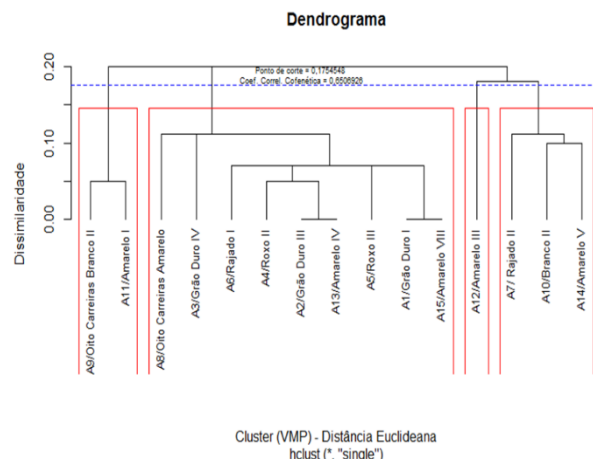 Dendrograma
Ponto de corte = 0,1754548
Coef. Correl. Cofenética = 0,6506926
Dissimilaridade
0.20
0.10
0.00
A9/Oito Carreiras Branco II
A11/Amarelo I
A8/Oito Carreiras Amarelo
A3/Grão Duro IV
A6/Rajado I
A4/Roxo II
A2/Grão Duro III
A13/Amarelo IV
A5/Roxo III
A1/Grão Duro I
A15/Amarelo VIII
A12/Amarelo III
A7/ Rajado II
A10/Branco II
A14/Amarelo V
Cluster (VMP) - Distância Euclideana
hclust (*, "single")